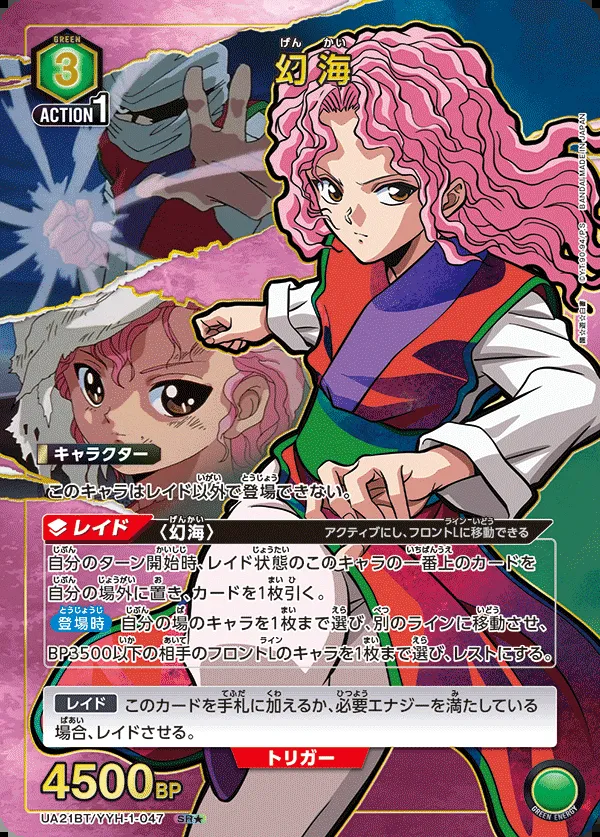 GREEN
3
ACTION 1
げん かい
幻海
©Y.T.90-94/P.S BANDAI MADE IN JAPAN
キャラクター
このキャラはレイド以外で登場できない。
レイド 〈幻海〉 アクティブにし、フロントLに移動できる
自分のターン開始時、レイド状態のこのキャラの一番上のカードを
自分の場外に置き、カードを1枚引く。
登場時 自分の場のキャラを1枚まで選び、別のラインに移動させ、
BP3500以下の相手のフロントLのキャラを1枚まで選び、レストにする。
レイド このカードを手札に加えるか、必要エナジーを満たしている
場合、レイドさせる。
トリガー
4500BP
UA21BT/YYH-1-047 SR★
GREEN ENERGY